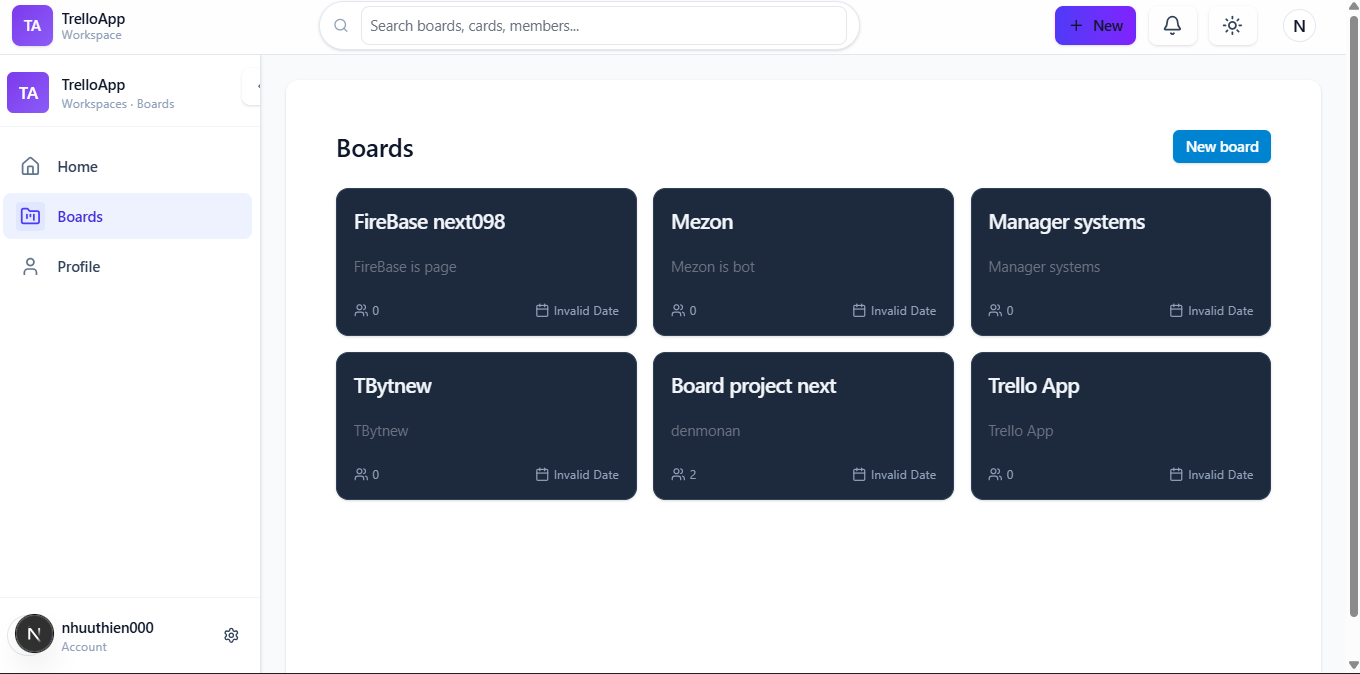 TA
TrelloApp
Workspace
Search boards, cards, members...
+ New
N
TA
TrelloApp
Workspaces · Boards
Home
Boards
Profile
Boards
New board
FireBase next098
FireBase is page
0
Invalid Date
Mezon
Mezon is bot
0
Invalid Date
Manager systems
Manager systems
0
Invalid Date
TBytnew
TBytnew
0
Invalid Date
Board project next
denmonan
2
Invalid Date
Trello App
Trello App
0
Invalid Date
N
nhuuthien000
Account